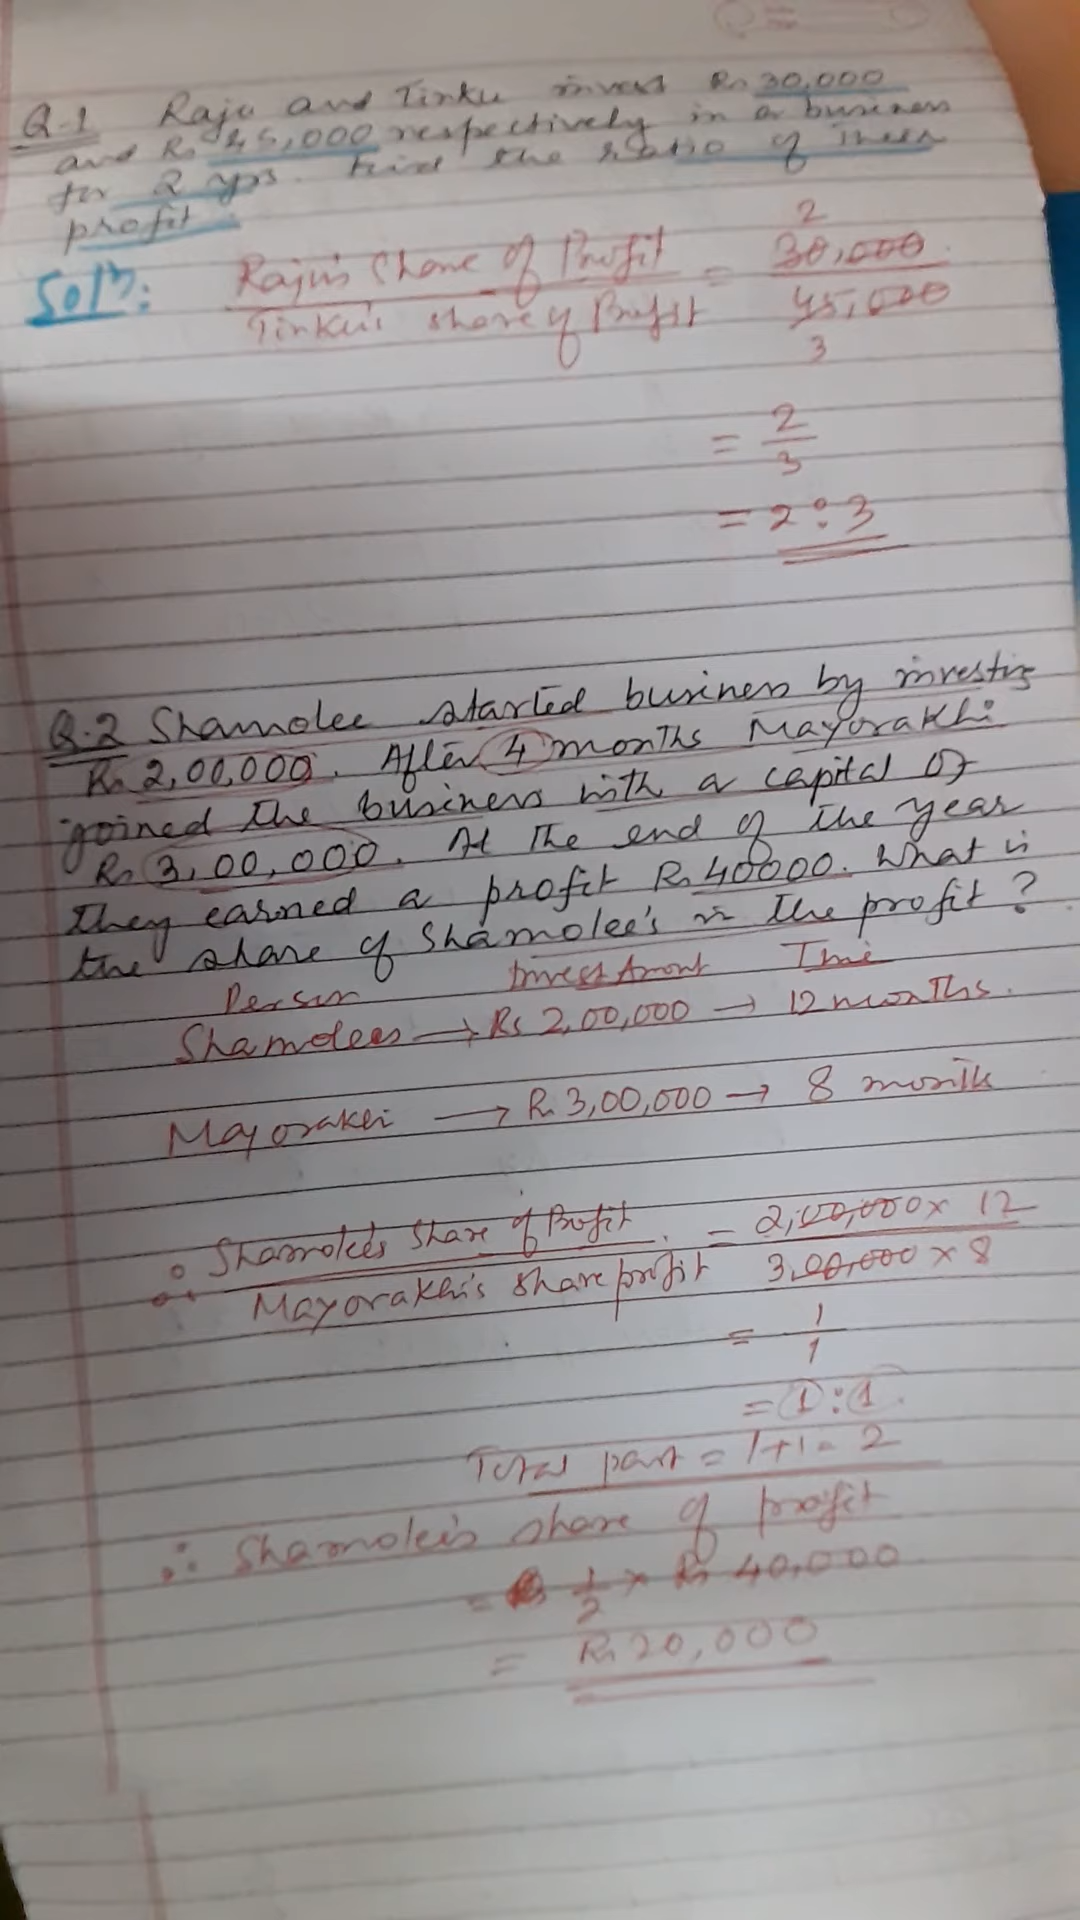 Q.1 Raju and Tinku invest Rs 30,000
and Rs 45,000 respectively in a business
for 2 yrs. Find the ratio of their
profit.
Solⁿ: Raju's Share of Profit / Tinku's share of Profit = 30,000 / 45,000
2
3
= 2/3
= 2:3
Q.2 Shamolee started business by investing
Rs 2,00,000. After 4 months Mayorakhi
joined the business with a capital of
Rs 3,00,000. At the end of the year
they earned a profit Rs 40000. What is
the share of Shamolee's in the profit?
Person Invest Amont Time
Shamolees → Rs 2,00,000 → 12 months.
Mayorakhi → Rs 3,00,000 → 8 months
∴ Shamolee's Share of Profit / Mayorakhi's share profit = 2,00,000 × 12 / 3,00,000 × 8
= 1/1
= 1:1.
Total part = 1+1 = 2
∴ Shamolee's share of profit
= 1/2 × Rs 40,000
= Rs 20,000